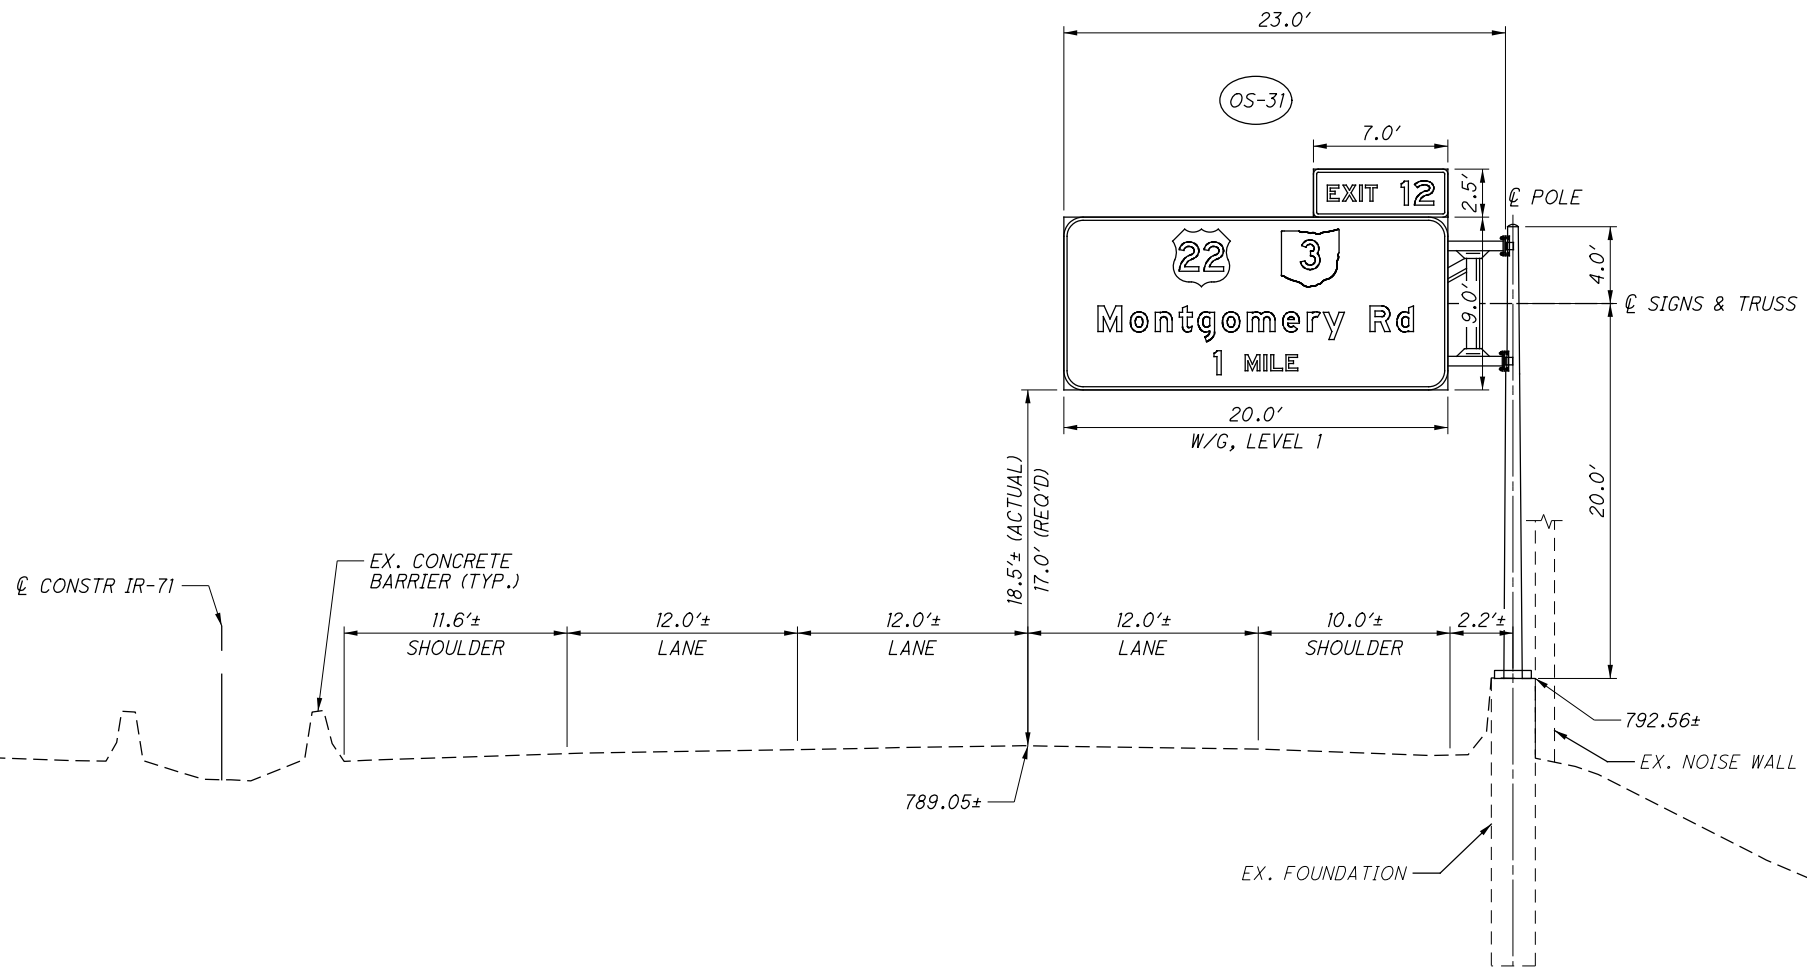 23.0'
OS-31
7.0'
EXIT 12
2.5'
℄ POLE
22 3
4.0'
9.0'
℄ SIGNS & TRUSS
Montgomery Rd
1 MILE
20.0'
W/G, LEVEL 1
18.5'± (ACTUAL)
17.0' (REQ'D)
20.0'
EX. CONCRETE
BARRIER (TYP.)
℄ CONSTR IR-71
11.6'± 12.0'± 12.0'± 12.0'± 10.0'± 2.2'±
SHOULDER LANE LANE LANE SHOULDER
792.56±
EX. NOISE WALL
789.05±
EX. FOUNDATION